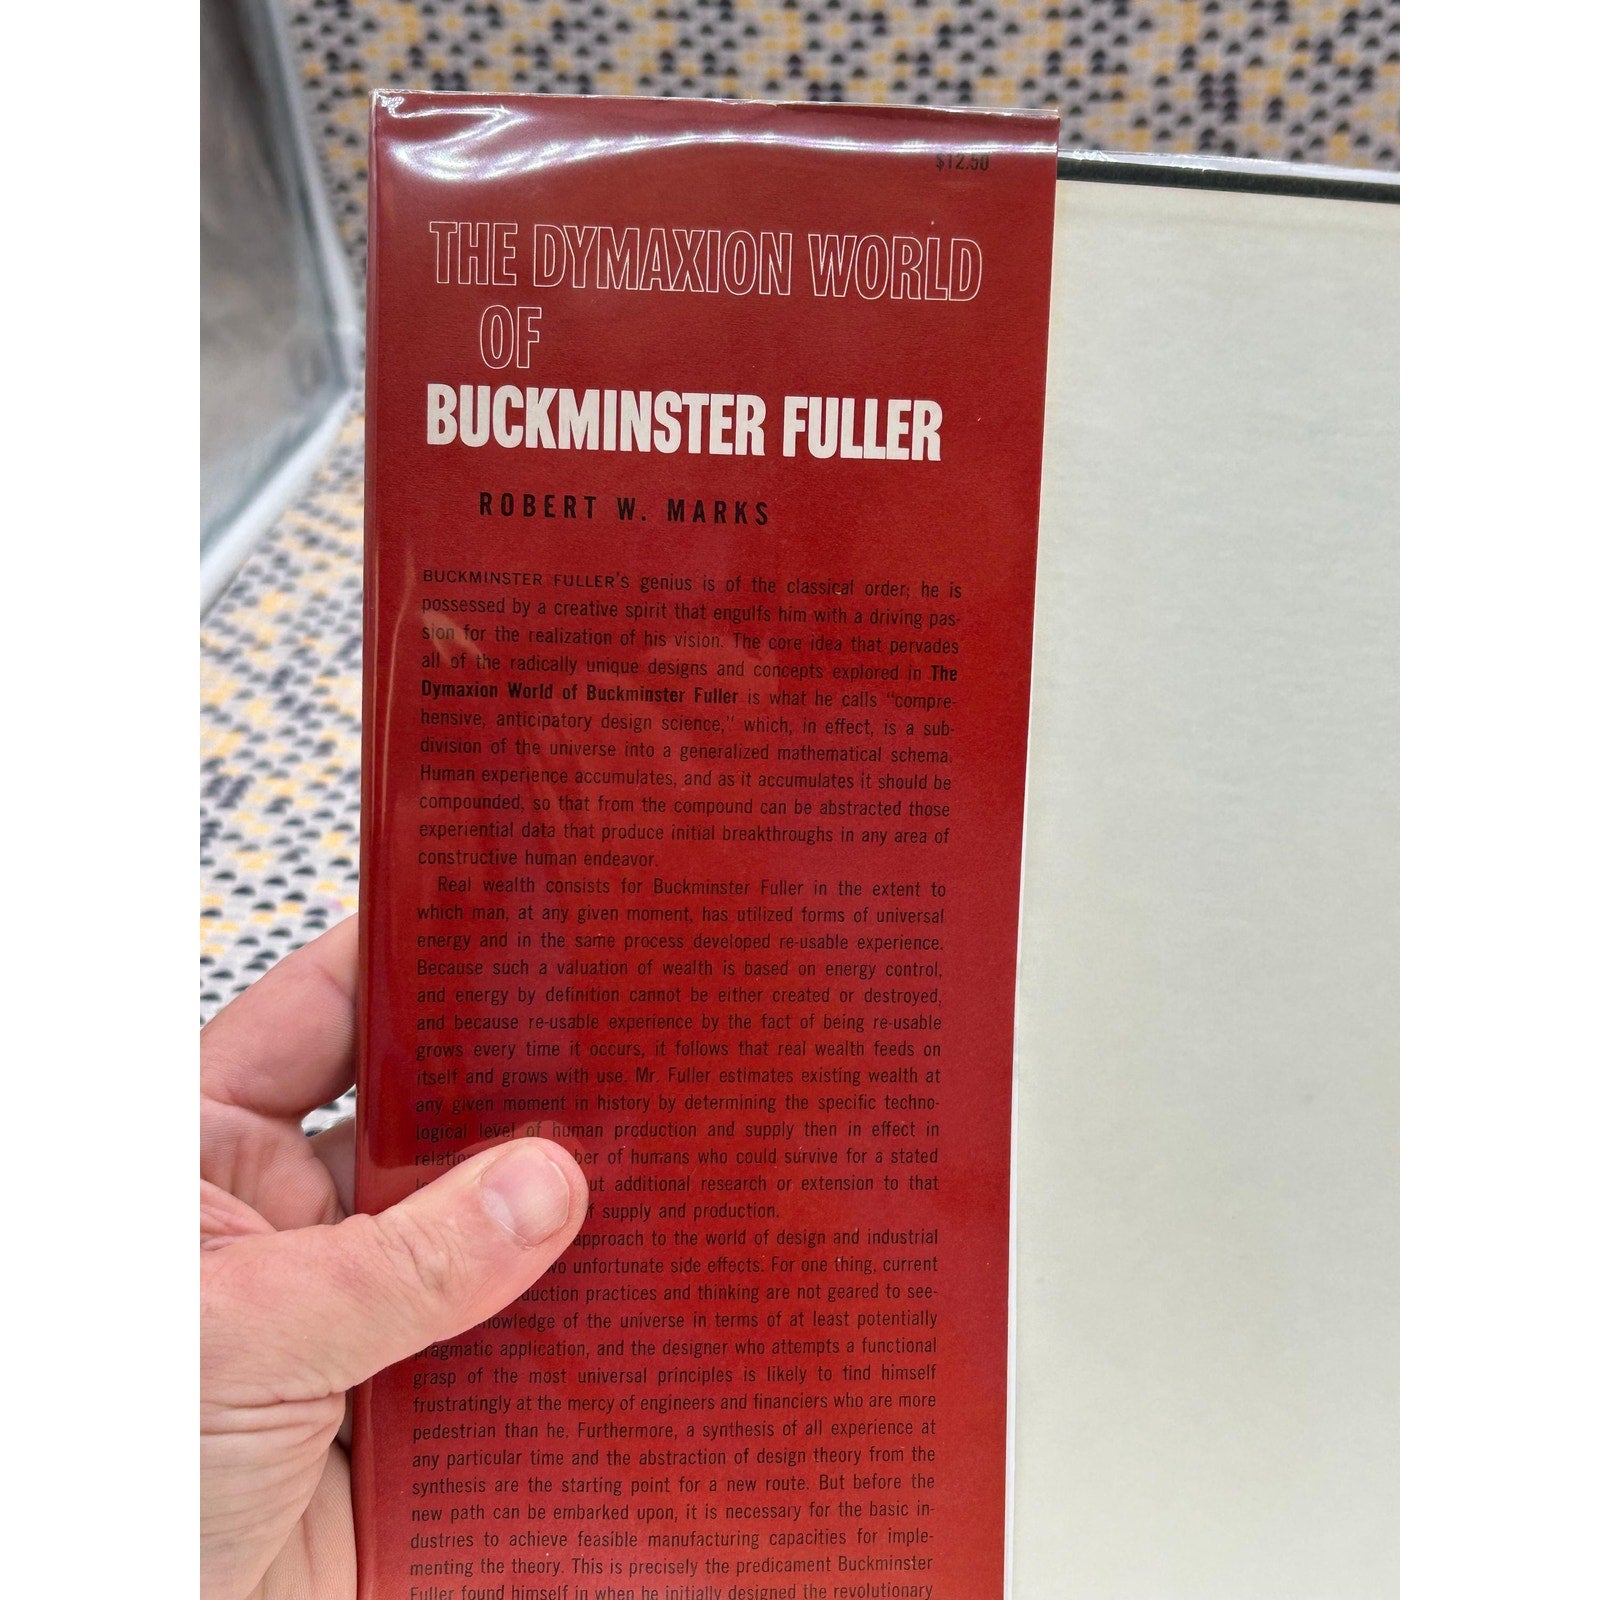 $12.50
THE DYMAXION WORLD
OF
BUCKMINSTER FULLER
ROBERT W. MARKS
BUCKMINSTER FULLER'S genius is of the classical order; he is
possessed by a creative spirit that engulfs him with a driving pas-
sion for the realization of his vision. The core idea that pervades
all of the radically unique designs and concepts explored in The
Dymaxion World of Buckminster Fuller is what he calls "compre-
hensive, anticipatory design science," which, in effect, is a sub-
division of the universe into a generalized mathematical schema.
Human experience accumulates, and as it accumulates it should be
compounded, so that from the compound can be abstracted those
experiential data that produce initial breakthroughs in any area of
constructive human endeavor.
Real wealth consists for Buckminster Fuller in the extent to
which man, at any given moment, has utilized forms of universal
energy and in the same process developed re-usable experience.
Because such a valuation of wealth is based on energy control,
and energy by definition cannot be either created or destroyed,
and because re-usable experience by the fact of being re-usable
grows every time it occurs, it follows that real wealth feeds on
itself and grows with use. Mr. Fuller estimates existing wealth at
any given moment in history by determining the specific techno-
logical level of human production and supply then in effect in
of humans who could survive for a stated
additional research or extension to that
supply and production.
approach to the world of design and industrial
unfortunate side effects. For one thing, current
practices and thinking are not geared to see-
of the universe in terms of at least potentially
pragmatic application, and the designer who attempts a functional
grasp of the most universal principles is likely to find himself
frustratingly at the mercy of engineers and financiers who are more
pedestrian than he. Furthermore, a synthesis of all experience at
any particular time and the abstraction of design theory from the
synthesis are the starting point for a new route. But before the
new path can be embarked upon, it is necessary for the basic in-
dustries to achieve feasible manufacturing capacities for imple-
menting the theory. This is precisely the predicament Buckminster
Fuller found himself in when he initially designed the revolutionary